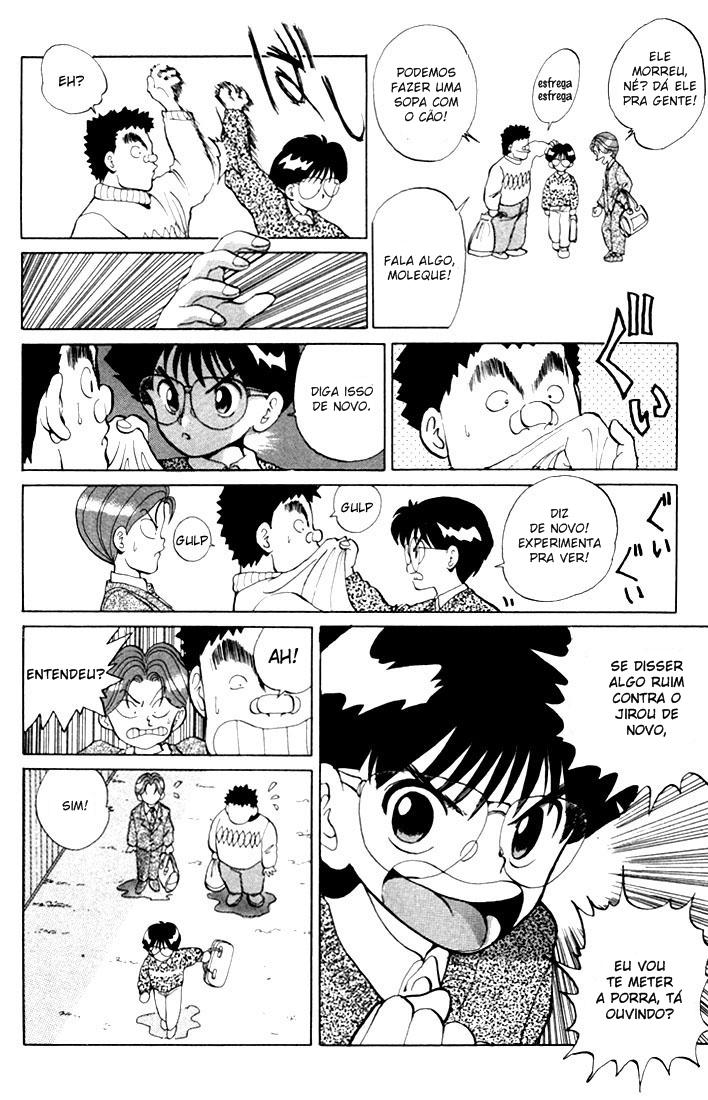 ELE
MORREU,
NÉ? DÁ ELE
PRA GENTE!
esfrega
esfrega
PODEMOS
FAZER UMA
SOPA COM
O CÃO!
FALA ALGO,
MOLEQUE!
EH?
DIGA ISSO
DE NOVO.
GULP
GULP
DIZ
DE NOVO!
EXPERIMENTA
PRA VER!
SE DISSER
ALGO RUIM
CONTRA O
JIROU DE
NOVO,
EU VOU
TE METER
A PORRA, TÁ
OUVINDO?
AH!
ENTENDEU?
SIM!